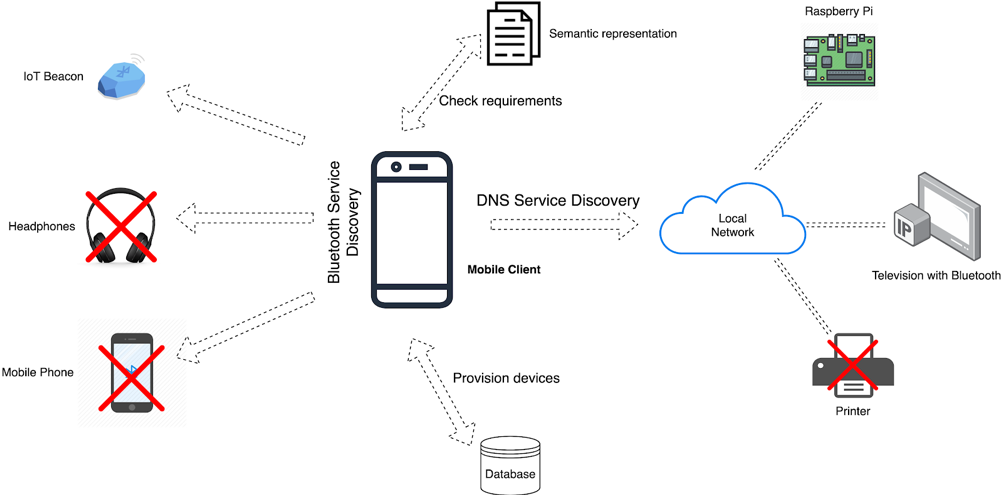 Raspberry Pi
Semantic representation
IoT Beacon
Check requirements
Bluetooth Service
Discovery
DNS Service Discovery
Local
Network
IP
Headphones
Mobile Client
Television with Bluetooth
Mobile Phone
Provision devices
Printer
Database